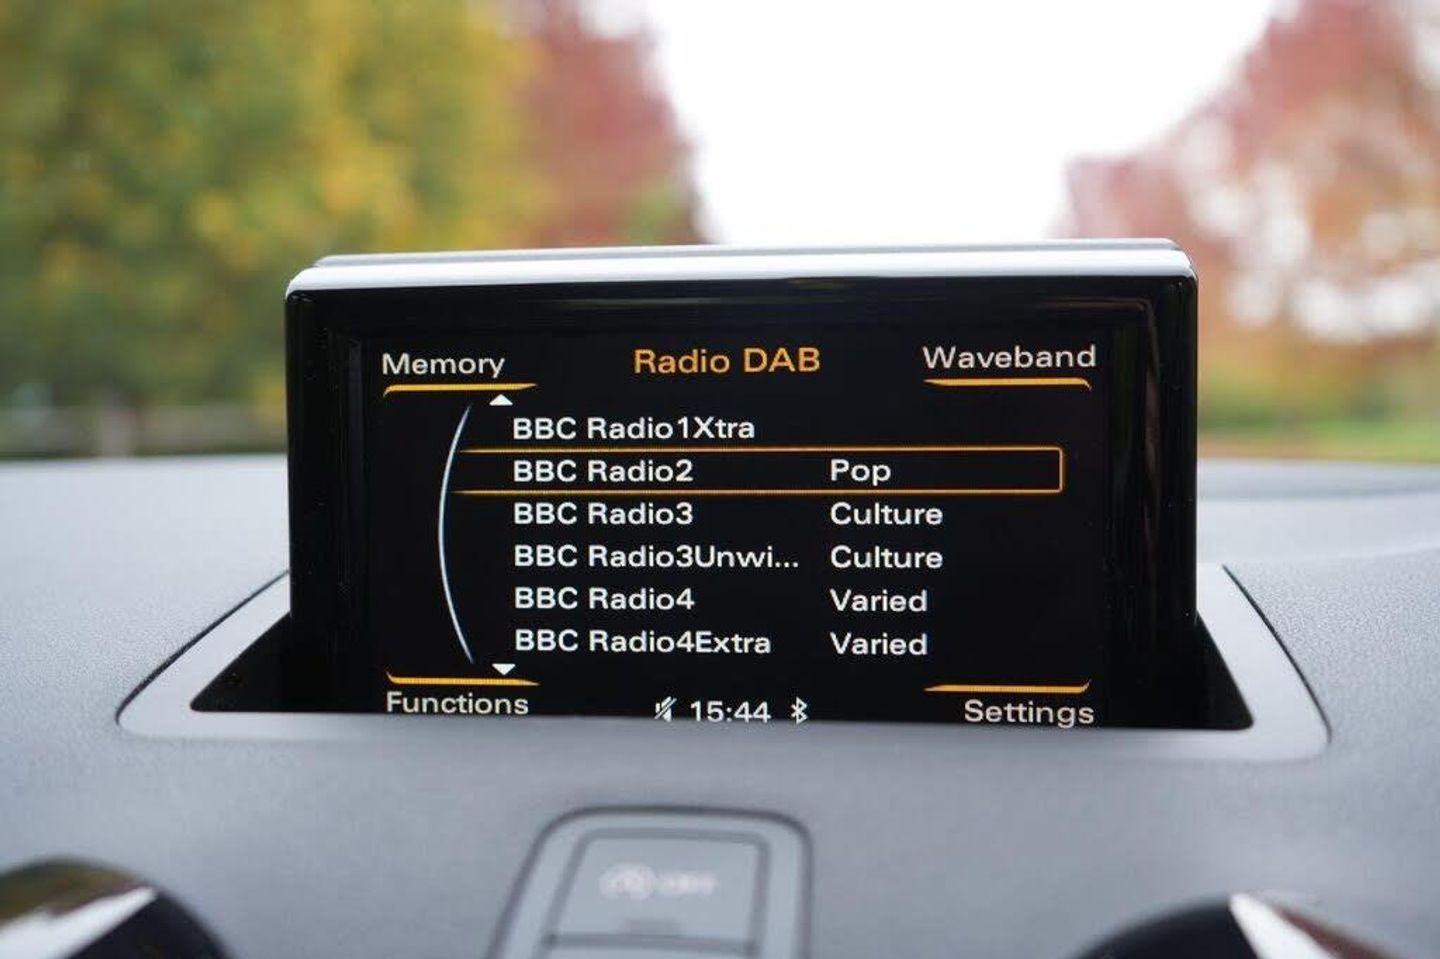 Memory Radio DAB Waveband
BBC Radio1Xtra
BBC Radio2 Pop
BBC Radio3 Culture
BBC Radio3Unwi... Culture
BBC Radio4 Varied
BBC Radio4Extra Varied
Functions 15:44 Settings